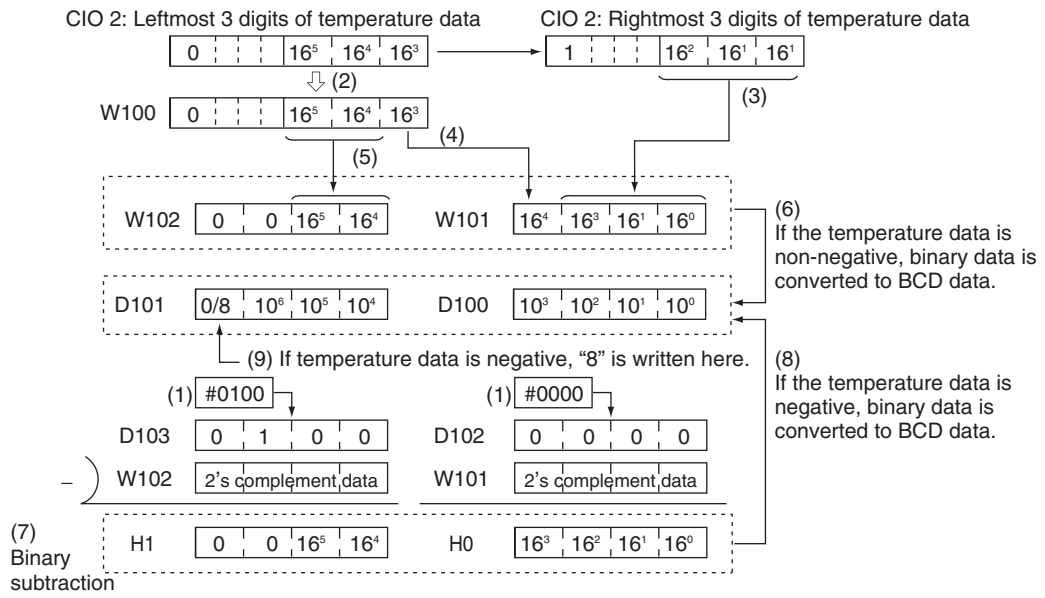 CIO 2: Leftmost 3 digits of temperature data
CIO 2: Rightmost 3 digits of temperature data
0 16⁵ 16⁴ 16³
1 16² 16¹ 16¹
(2)
(3)
W100 0 16⁵ 16⁴ 16³
(4)
(5)
W102 0 0 16⁵ 16⁴
W101 16⁴ 16³ 16¹ 16⁰
(6)
If the temperature data is
non-negative, binary data is
converted to BCD data.
D101 0/8 10⁶ 10⁵ 10⁴
D100 10³ 10² 10¹ 10⁰
(9) If temperature data is negative, “8” is written here.
(8)
If the temperature data is
negative, binary data is
converted to BCD data.
(1) #0100
(1) #0000
D103 0 1 0 0
D102 0 0 0 0
– W102 2’s complement data
W101 2’s complement data
(7)
Binary
subtraction
H1 0 0 16⁵ 16⁴
H0 16³ 16² 16¹ 16⁰